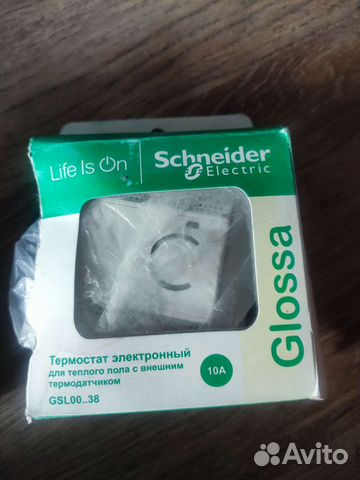 Life Is On
Schneider
Electric
Glossa
Термостат электронный
для теплого пола с внешним
термодатчиком
10A
GSL00..38
Avito